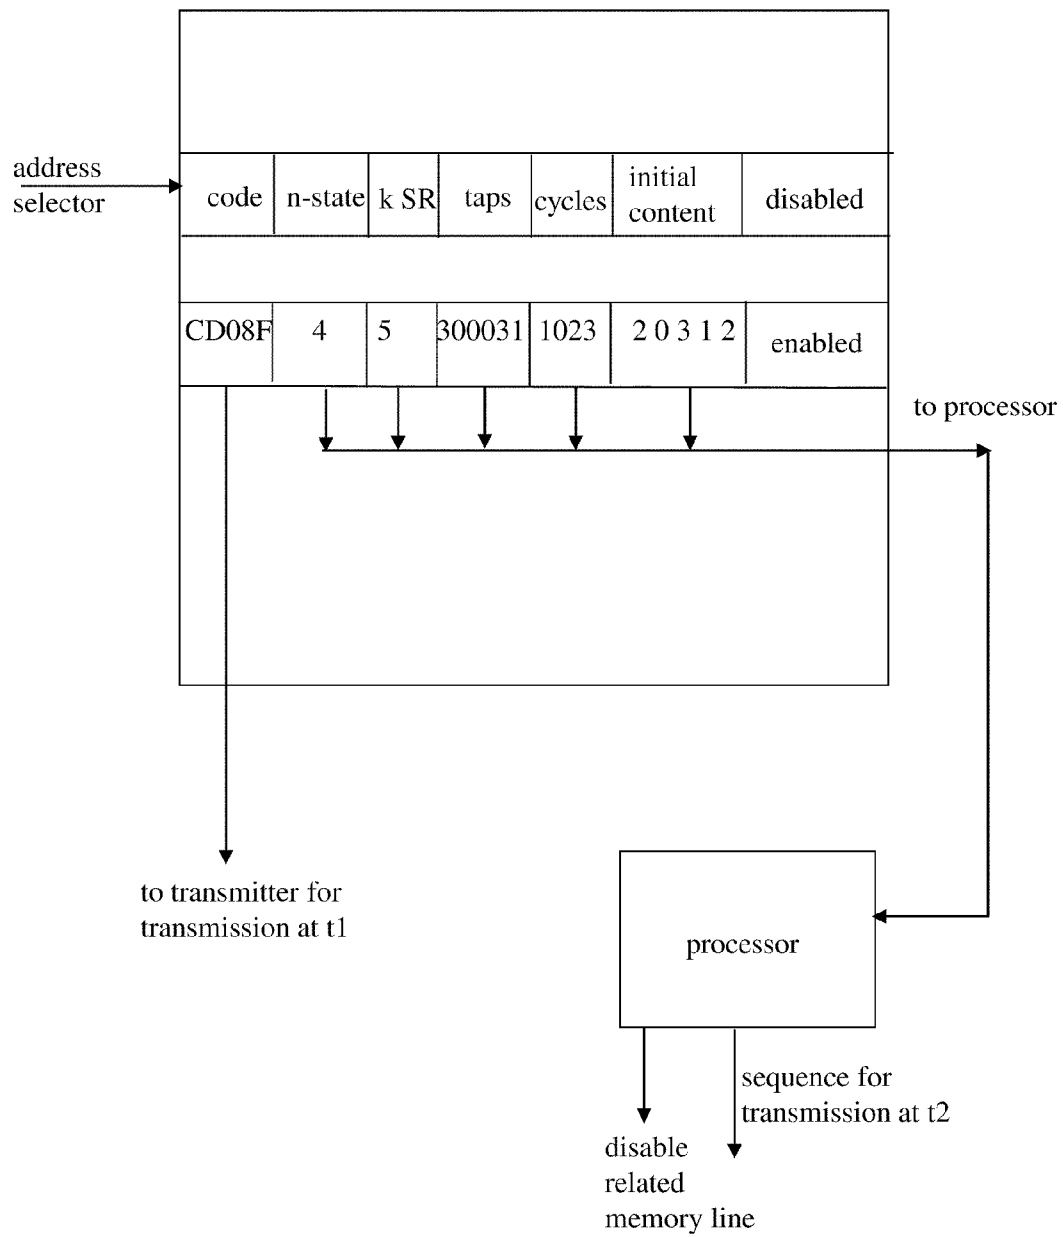 address
selector
code n-state k SR taps cycles initial content disabled
CD08F 4 5 300031 1023 2 0 3 1 2 enabled
to processor
to transmitter for
transmission at t1
processor
sequence for
transmission at t2
disable
related
memory line